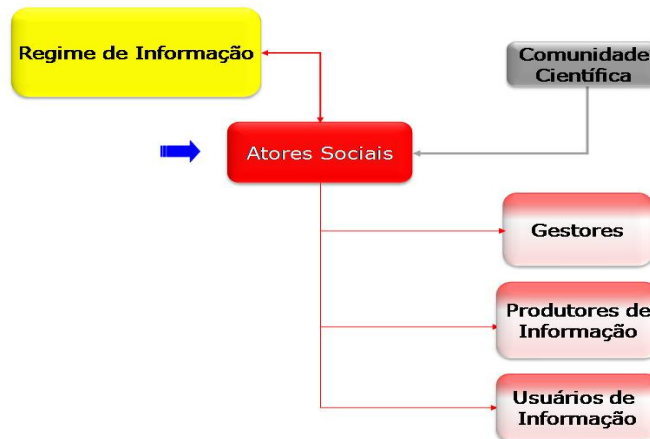 Regime de Informação
Comunidade
Científica
Atores Sociais
Gestores
Produtores de
Informação
Usuários de
Informação